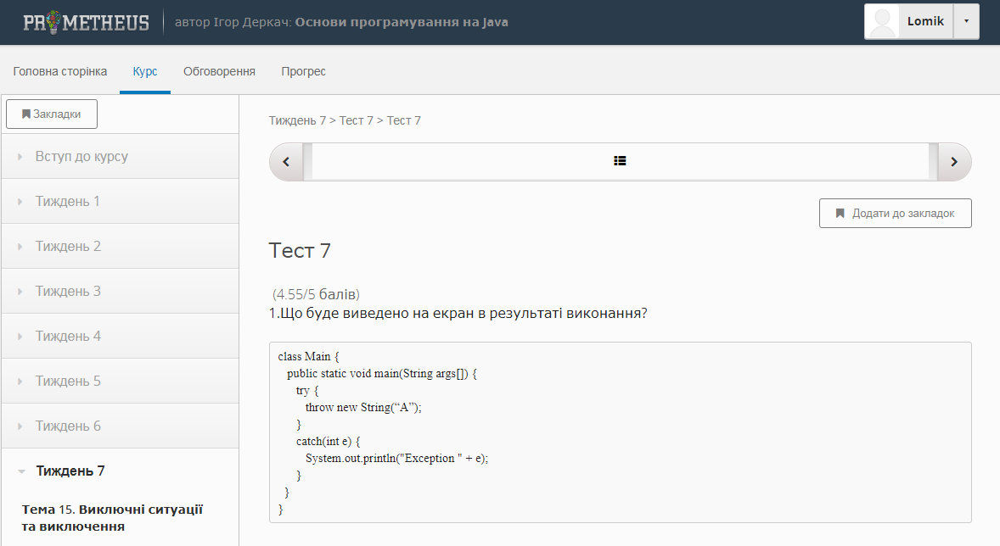 PROMETHEUS автор Ігор Деркач: Основи програмування на Java Lomik
Головна сторінка Курс Обговорення Прогрес
Закладки
Вступ до курсу
Тиждень 1
Тиждень 2
Тиждень 3
Тиждень 4
Тиждень 5
Тиждень 6
Тиждень 7
Тема 15. Виключні ситуації
та виключення
Тиждень 7 > Тест 7 > Тест 7
Додати до закладок
Тест 7
(4.55/5 балів)
1.Що буде виведено на екран в результаті виконання?
class Main {
public static void main(String args[]) {
try {
throw new String(“A”);
}
catch(int e) {
System.out.println("Exception " + e);
}
}
}